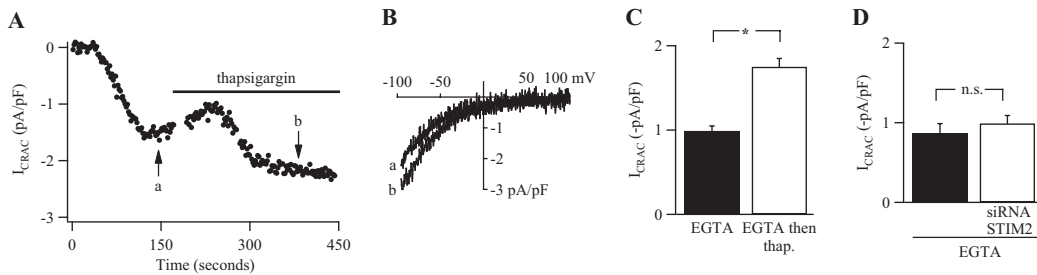 A
I_CRAC (pA/pF)
0
-1
-2
-3
thapsigargin
a
b
0 150 300 450
Time (seconds)
B
-100 -50 50 100 mV
-1
-2
-3 pA/pF
a
b
C
I_CRAC (-pA/pF)
2
1
0
*
EGTA EGTA then
thap.
D
I_CRAC (-pA/pF)
2
1
0
n.s.
siRNA
STIM2
EGTA